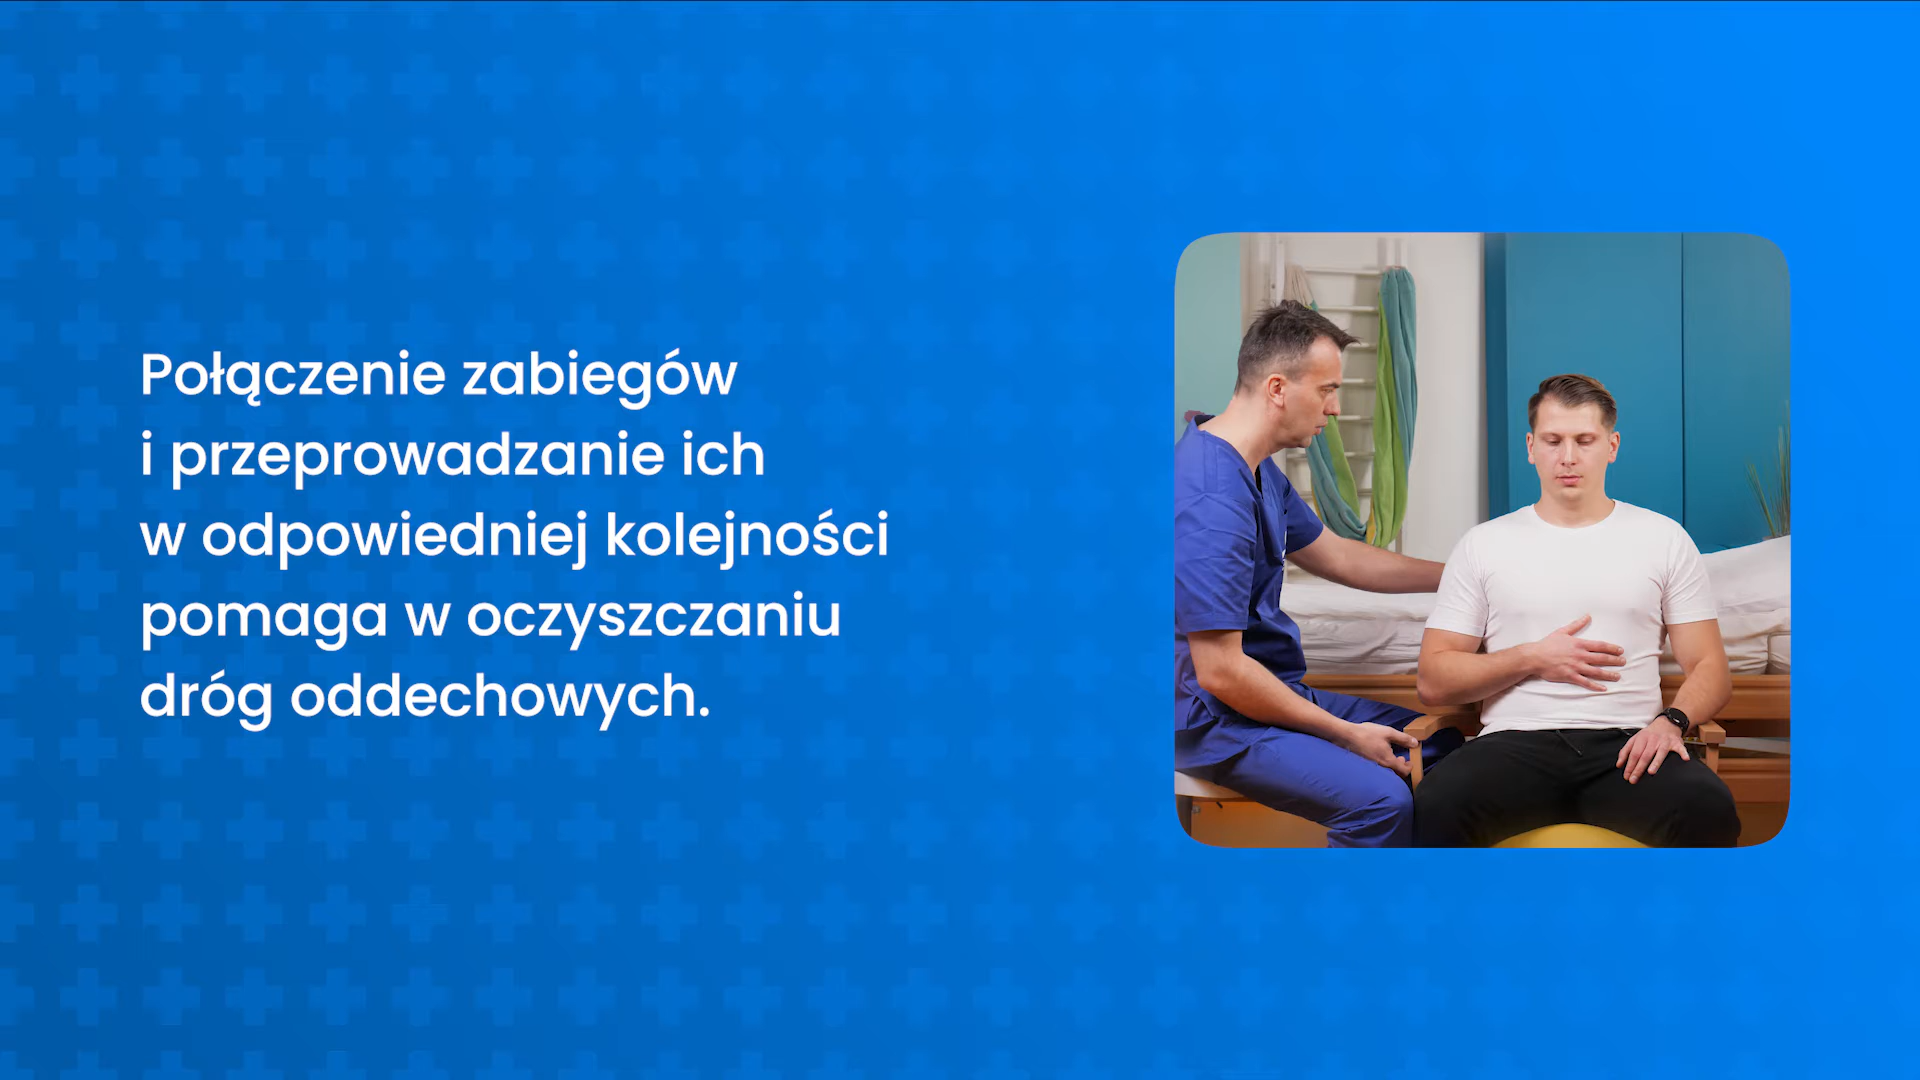 Połączenie zabiegów
i przeprowadzanie ich
w odpowiedniej kolejności
pomaga w oczyszczaniu
dróg oddechowych.